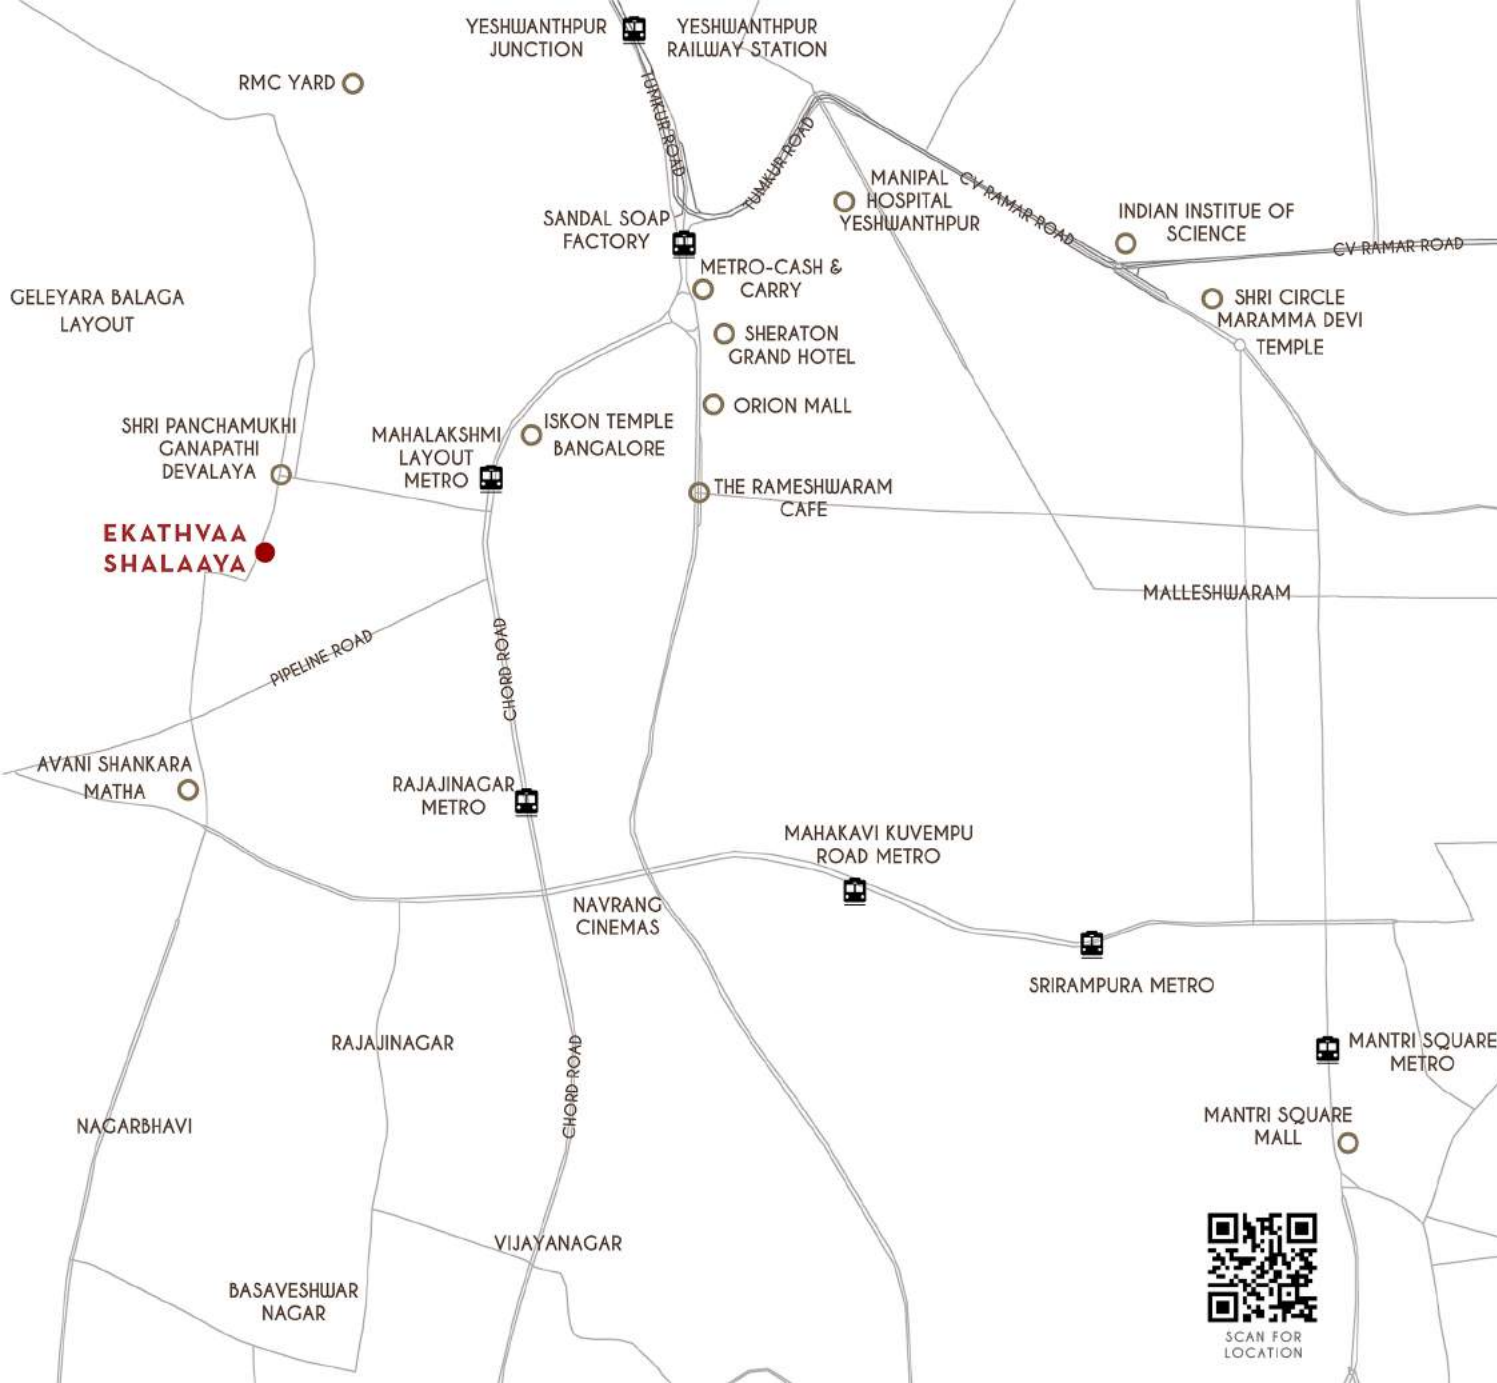 YESHWANTHPUR
JUNCTION
YESHWANTHPUR
RAILWAY STATION
RMC YARD
TUMKUR ROAD
TUMKUR ROAD
MANIPAL
HOSPITAL
YESHWANTHPUR
CV RAMAR ROAD
INDIAN INSTITUE OF
SCIENCE
CV RAMAR ROAD
SANDAL SOAP
FACTORY
METRO-CASH &
CARRY
GELEYARA BALAGA
LAYOUT
SHRI CIRCLE
MARAMMA DEVI
TEMPLE
SHERATON
GRAND HOTEL
ORION MALL
SHRI PANCHAMUKHI
GANAPATHI
DEVALAYA
MAHALAKSHMI
LAYOUT
METRO
ISKON TEMPLE
BANGALORE
THE RAMESHWARAM
CAFE
EKATHVAA
SHALAAYA
MALLESHWARAM
PIPELINE ROAD
CHORD ROAD
AVANI SHANKARA
MATHA
RAJAJINAGAR
METRO
MAHAKAVI KUVEMPU
ROAD METRO
NAVRANG
CINEMAS
SRIRAMPURA METRO
RAJAJINAGAR
CHORD ROAD
MANTRI SQUARE
METRO
NAGARBHAVI
MANTRI SQUARE
MALL
VIJAYANAGAR
BASAVESHWAR
NAGAR
SCAN FOR
LOCATION